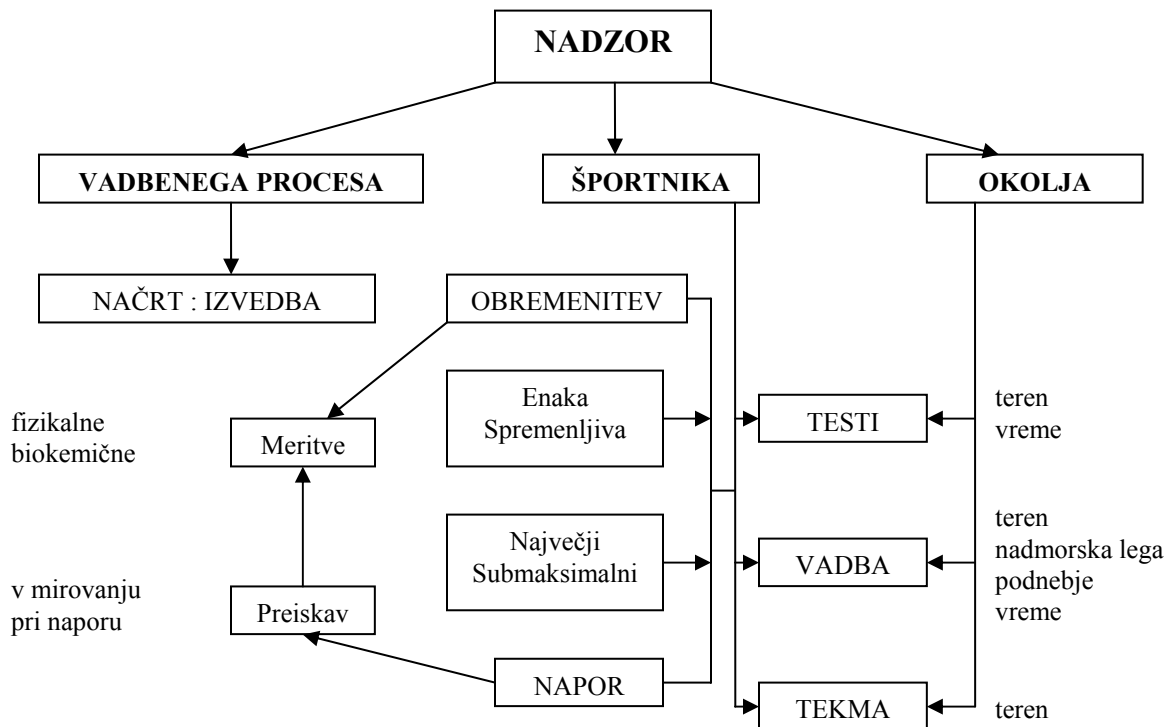 NADZOR
VADBENEGA PROCESA
ŠPORTNIKA
OKOLJA
NAČRT : IZVEDBA
OBREMENITEV
Enaka
Spremenljiva
TESTI
teren
vreme
fizikalne
biokemične
Meritve
Največji
Submaksimalni
VADBA
teren
nadmorska lega
podnebje
vreme
v mirovanju
pri naporu
Preiskav
NAPOR
TEKMA
teren